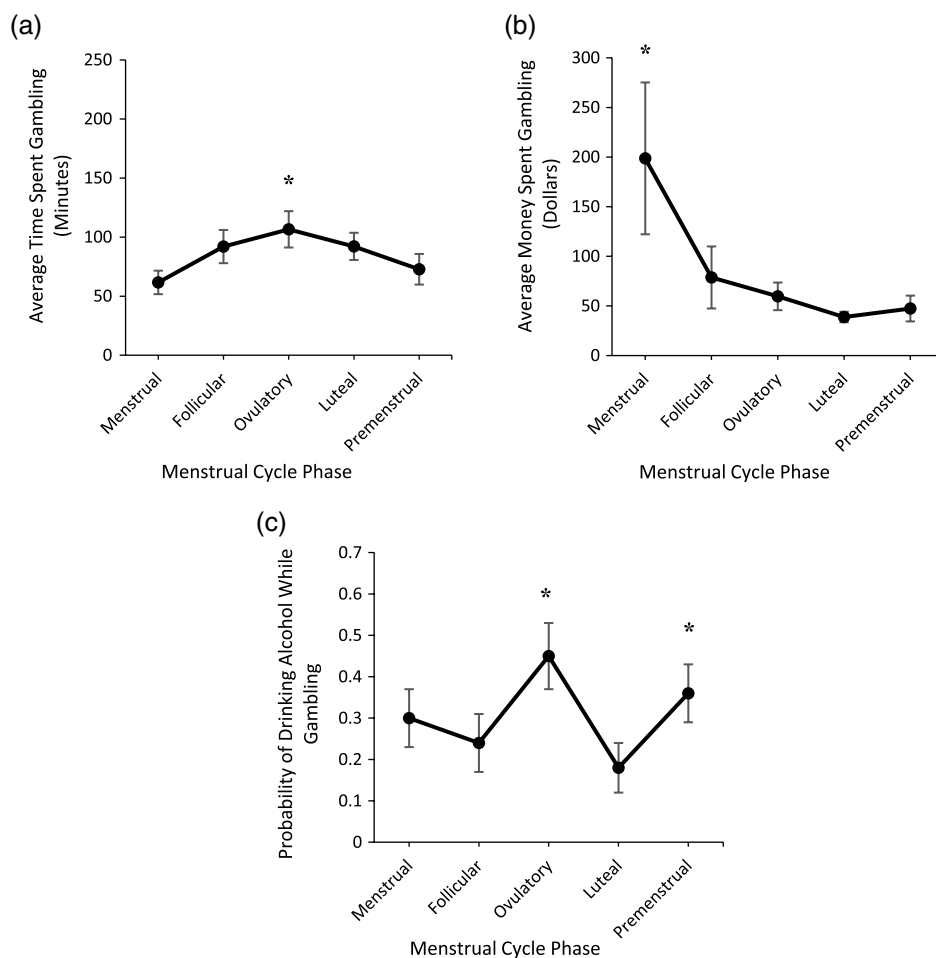 (a)
Average Time Spent Gambling
(Minutes)
250
200
150
100
50
0
*
Menstrual
Follicular
Ovulatory
Luteal
Premenstrual
Menstrual Cycle Phase
(b)
Average Money Spent Gambling
(Dollars)
300
250
200
150
100
50
0
*
Menstrual
Follicular
Ovulatory
Luteal
Premenstrual
Menstrual Cycle Phase
(c)
Probability of Drinking Alcohol While
Gambling
0.7
0.6
0.5
0.4
0.3
0.2
0.1
0
*
*
Menstrual
Follicular
Ovulatory
Luteal
Premenstrual
Menstrual Cycle Phase